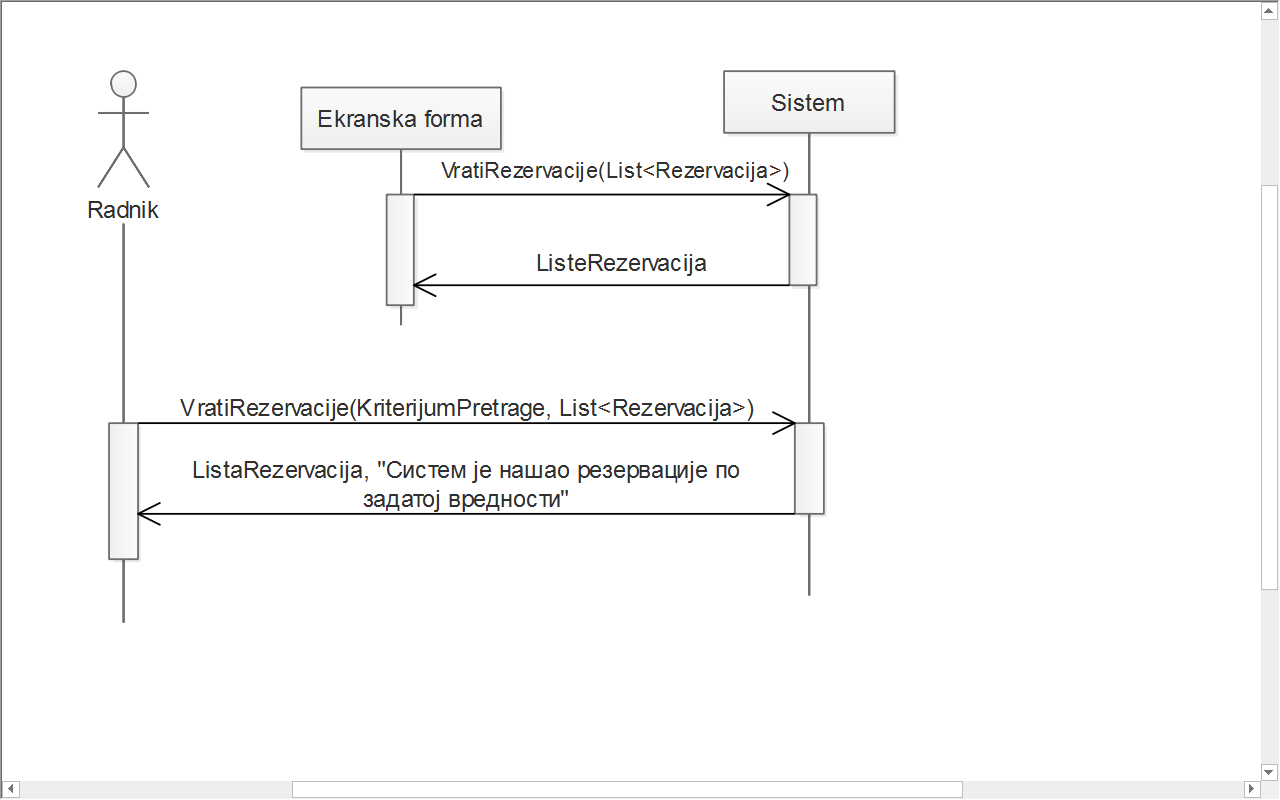 Sistem
Ekranska forma
VratiRezervacije(List<Rezervacija>)
Radnik
ListeRezervacija
VratiRezervacije(KriterijumPretrage, List<Rezervacija>)
ListaRezervacija, "Систем је нашао резервације по
задатој вредности"